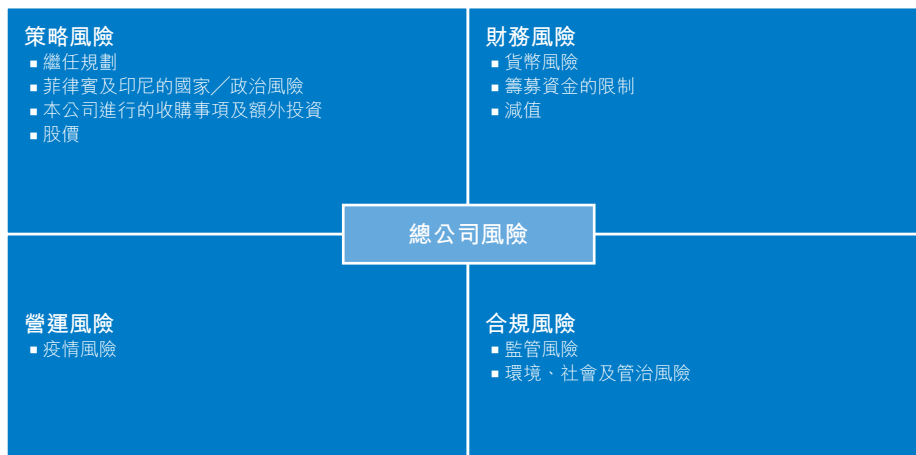 策略風險
▪ 繼任規劃
▪ 菲律賓及印尼的國家／政治風險
▪ 本公司進行的收購事項及額外投資
▪ 股價
財務風險
▪ 貨幣風險
▪ 籌募資金的限制
▪ 減值
總公司風險
營運風險
▪ 疫情風險
合規風險
▪ 監管風險
▪ 環境、社會及管治風險